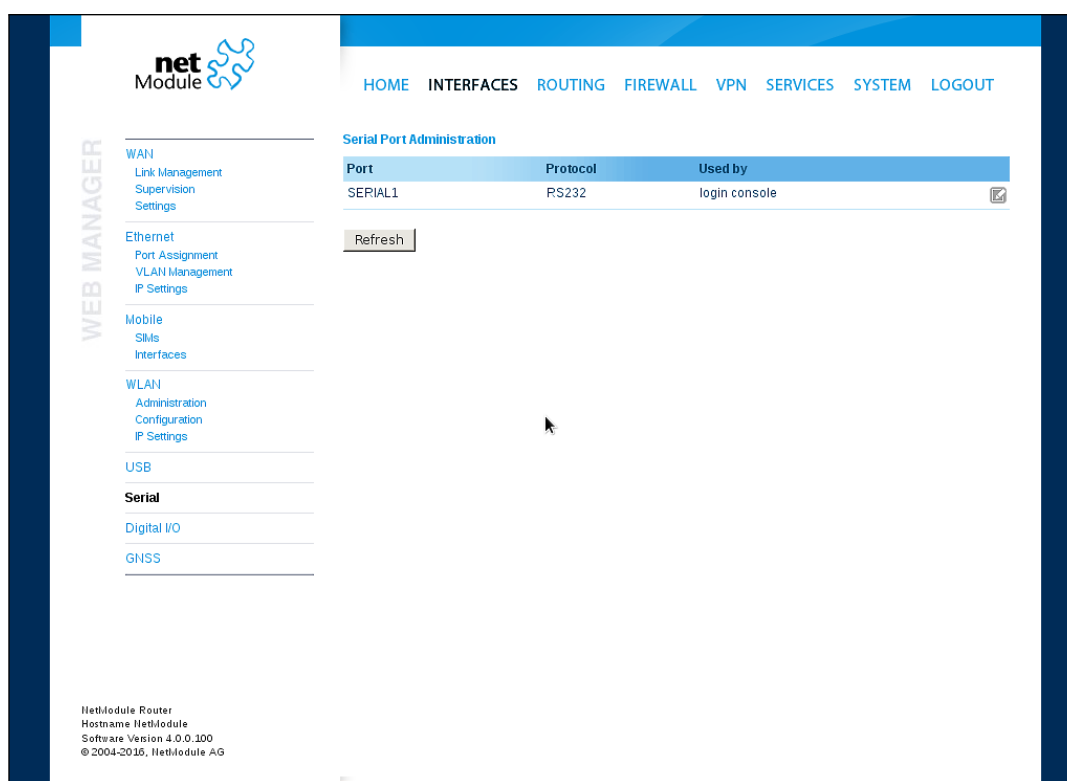 net
Module
HOME INTERFACES ROUTING FIREWALL VPN SERVICES SYSTEM LOGOUT
WEB MANAGER
WAN
Link Management
Supervision
Settings
Ethernet
Port Assignment
VLAN Management
IP Settings
Mobile
SIMs
Interfaces
WLAN
Administration
Configuration
IP Settings
USB
Serial
Digital I/O
GNSS
Serial Port Administration
Port Protocol Used by
SERIAL1 RS232 login console
Refresh
NetModule Router
Hostname NetModule
Software Version 4.0.0.100
© 2004-2016, NetModule AG